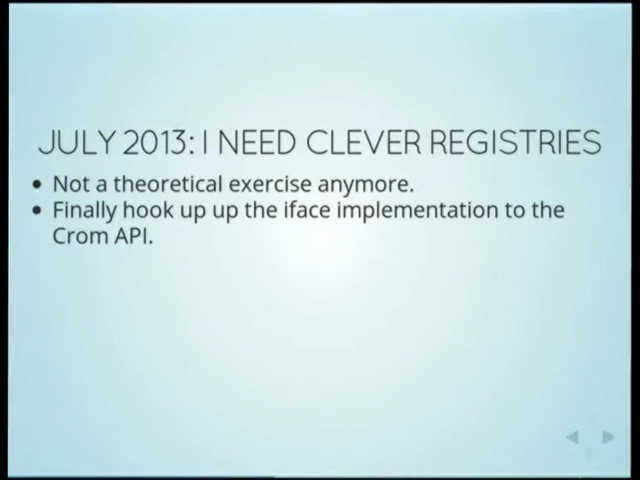 JULY 2013: I NEED CLEVER REGISTRIES
• Not a theoretical exercise anymore.
• Finally hook up up the iface implementation to the
Crom API.